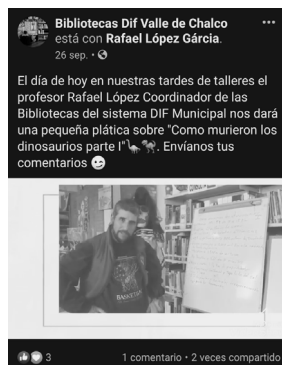 Bibliotecas Dif Valle de Chalco
está con Rafael López Gárcia.
26 sep. •
El día de hoy en nuestras tardes de talleres el
profesor Rafael López Coordinador de las
Bibliotecas del sistema DIF Municipal nos dará
una pequeña plática sobre "Como murieron los
dinosaurios parte I"🦕🐪. Envíanos tus
comentarios 😉
3
1 comentario • 2 veces compartido